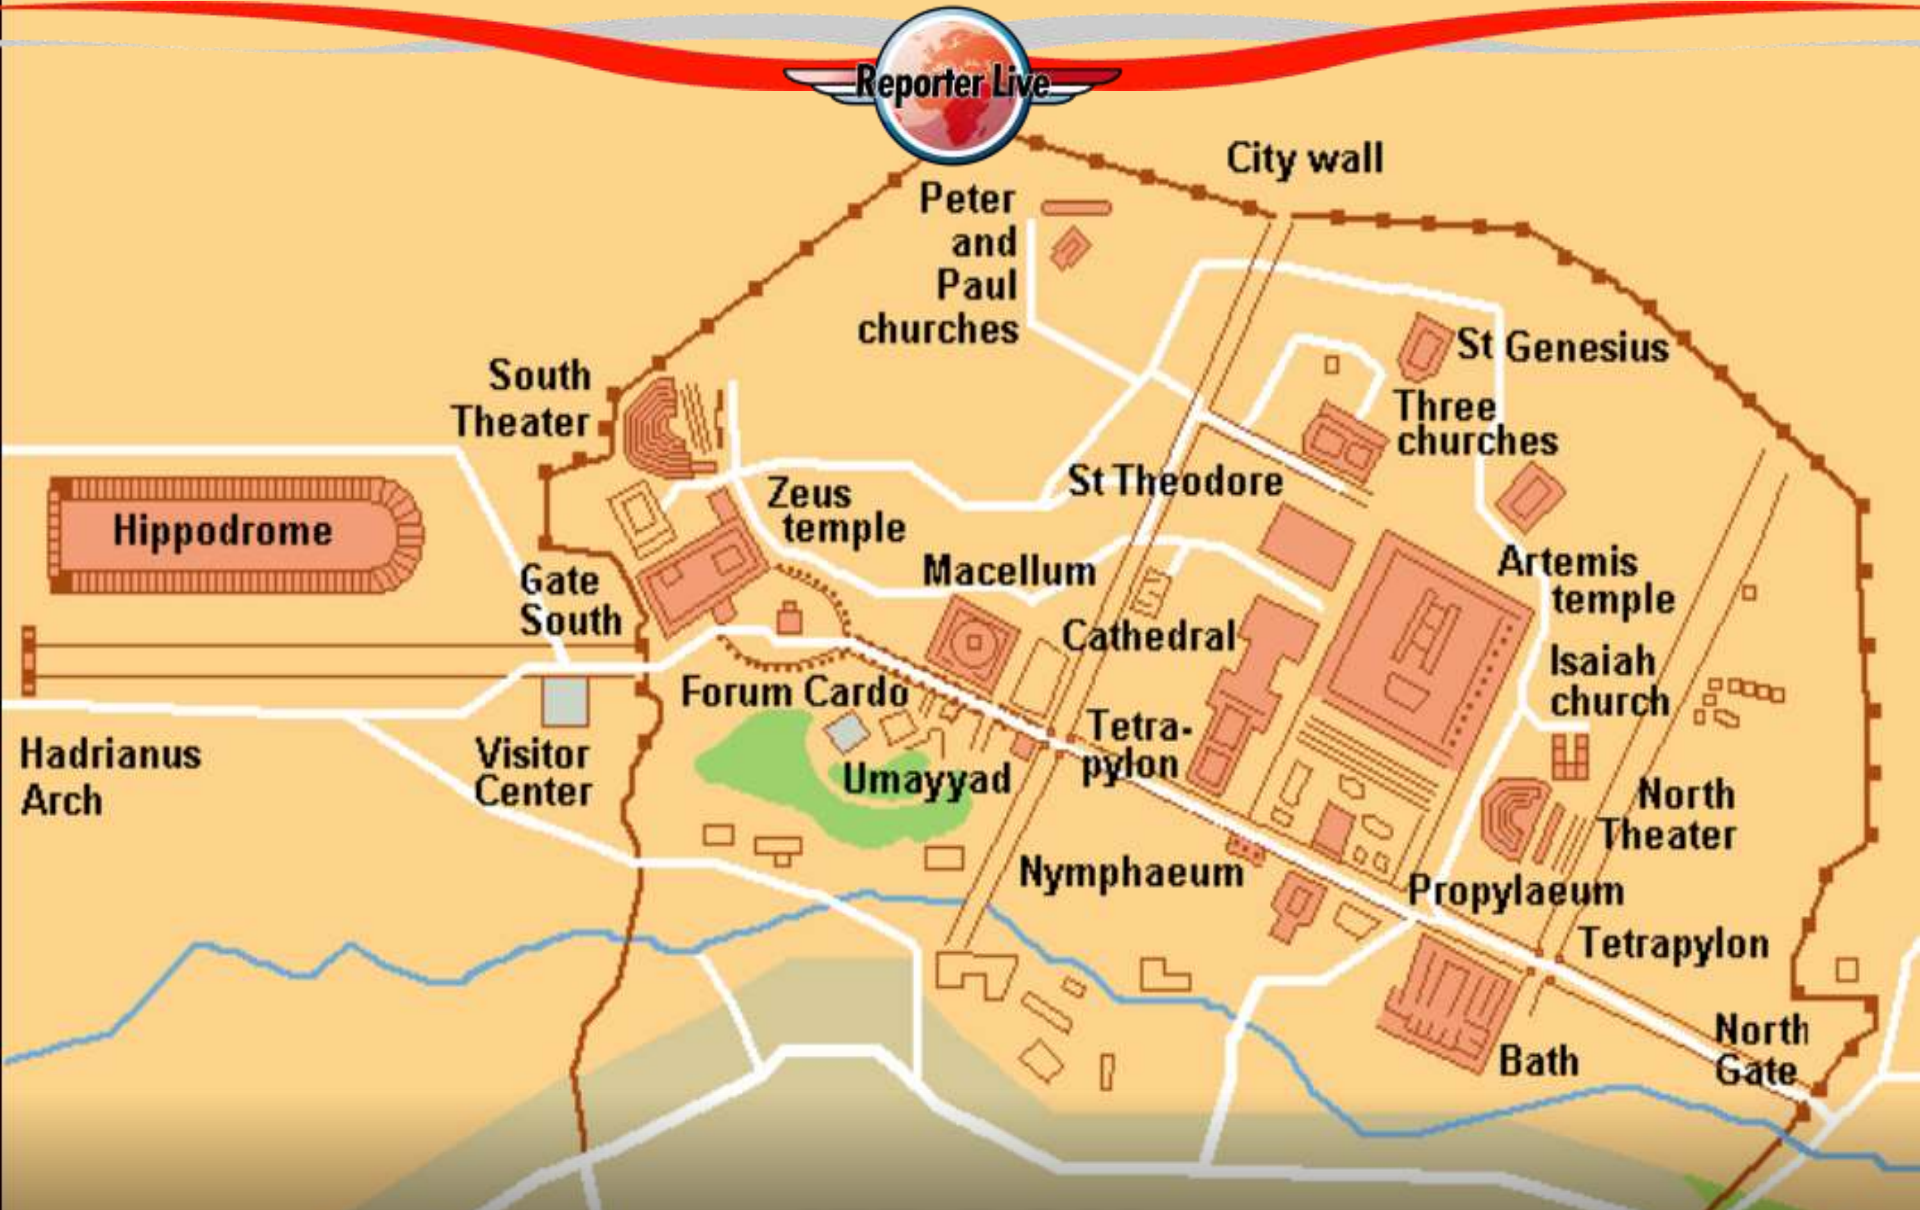 Reporter Live
City wall
Peter
and
Paul
churches
St Genesius
South
Theater
Three
churches
St Theodore
Zeus
temple
Hippodrome
Macellum
Artemis
temple
Gate
South
Cathedral
Isaiah
church
Forum Cardo
Tetra-
pylon
Hadrianus
Arch
Visitor
Center
Umayyad
North
Theater
Nymphaeum
Propylaeum
Tetrapylon
North
Gate
Bath